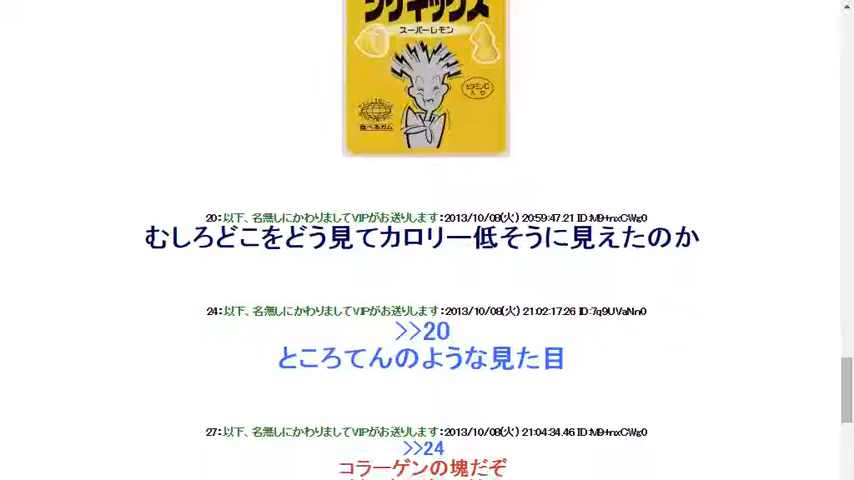 シゲキックス
スーパーレモン
ビタミンC
入り
食べるガム
20：以下、名無しにかわりましてVIPがお送りします：2013/10/08(火) 20:59:47.21 ID:M9+nxCWg0
むしろどこをどう見てカロリー低そうに見えたのか
24：以下、名無しにかわりましてVIPがお送りします：2013/10/08(火) 21:02:17.26 ID:7q9UVaNn0
>>20
ところてんのような見た目
27：以下、名無しにかわりましてVIPがお送りします：2013/10/08(火) 21:04:34.46 ID:M9+nxCWg0
>>24
コラーゲンの塊だぞ